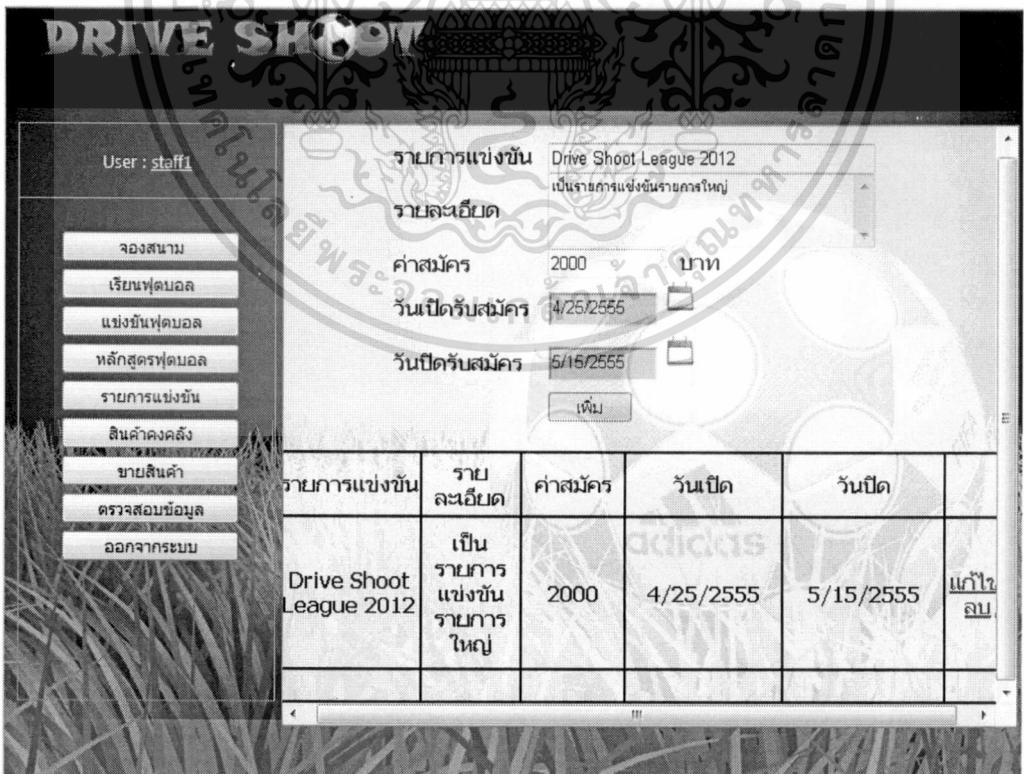 DRIVE SHOOT
User : staff1
จองสนาม
เรียนฟุตบอล
แข่งขันฟุตบอล
หลักสูตรฟุตบอล
รายการแข่งขัน
สินค้าคงคลัง
ขายสินค้า
ตรวจสอบข้อมูล
ออกจากระบบ
รายการแข่งขัน Drive Shoot League 2012
รายละเอียด เป็นรายการแข่งขันรายการใหญ่
ค่าสมัคร 2000 บาท
วันเปิดรับสมัคร 4/25/2555
วันปิดรับสมัคร 5/15/2555
เพิ่ม
รายการแข่งขัน ราย ค่าสมัคร วันเปิด วันปิด
ละเอียด
Drive Shoot League 2012 เป็น รายการ แข่งขัน รายการ ใหญ่ 2000 4/25/2555 5/15/2555 แก้ไข ลบ
adidas